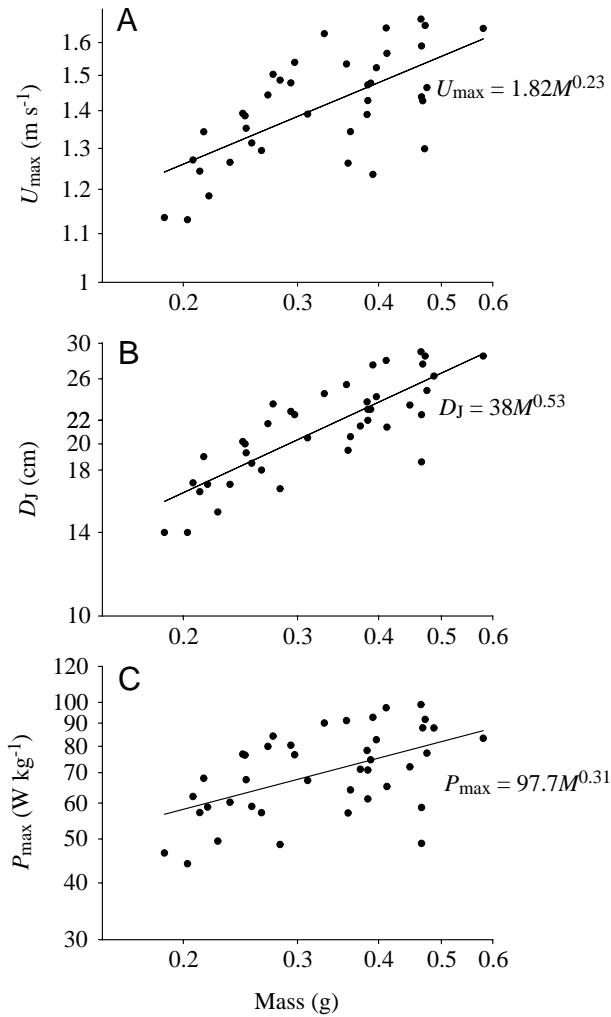 A
1.6
1.5
1.4
1.3
1.2
1.1
1
U_max (m s⁻¹)
U_max = 1.82M^0.23
0.2 0.3 0.4 0.5 0.6
B
30
26
22
20
18
14
10
D_J (cm)
D_J = 38M^0.53
0.2 0.3 0.4 0.5 0.6
C
120
100
90
80
70
60
50
40
30
P_max (W kg⁻¹)
P_max = 97.7M^0.31
0.2 0.3 0.4 0.5 0.6
Mass (g)